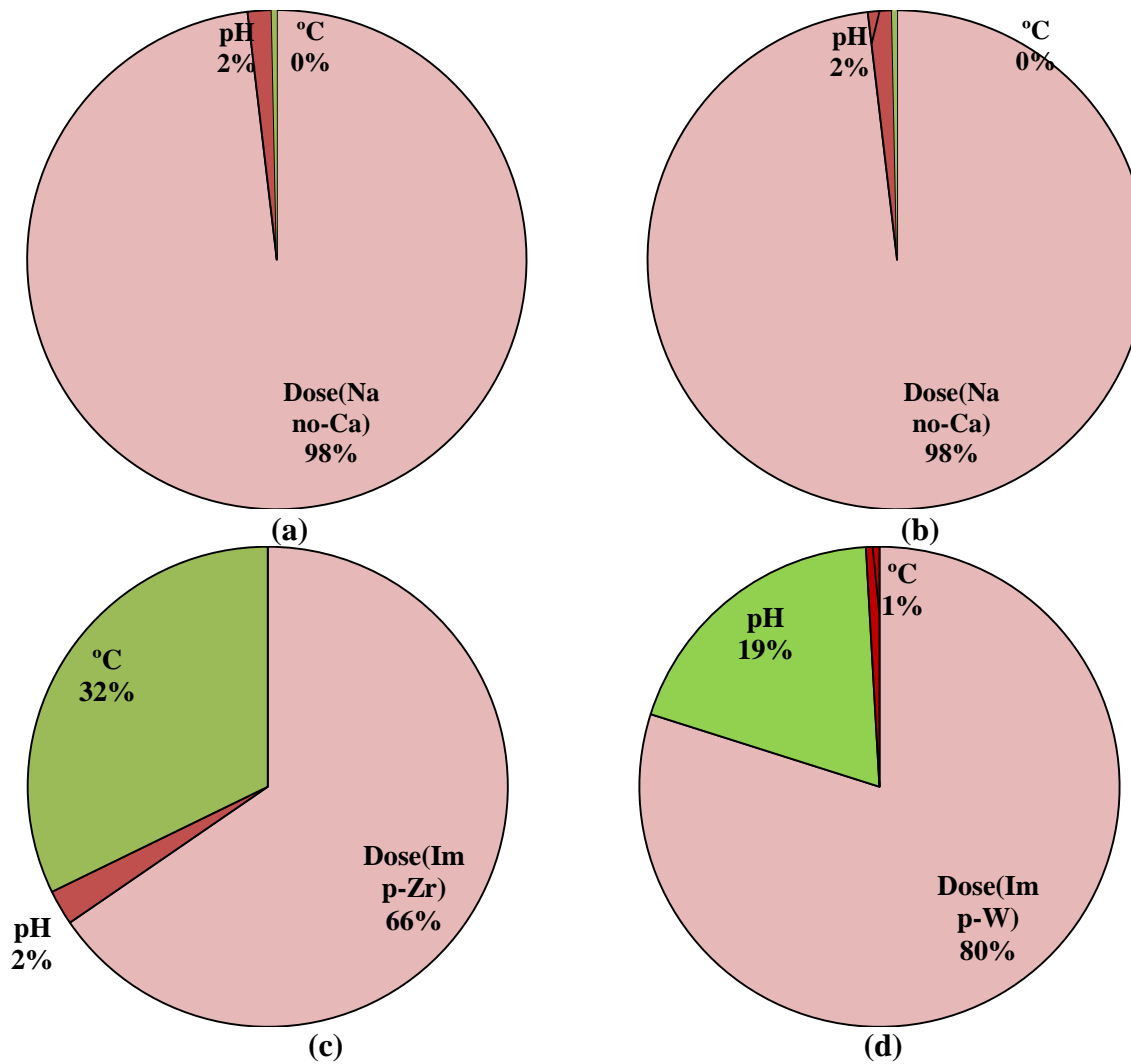 pH
2%
ºC
0%
Dose(Na
no-Ca)
98%
(a)
pH
2%
ºC
0%
Dose(Na
no-Ca)
98%
(b)
ºC
32%
Dose(Im
p-Zr)
66%
pH
2%
(c)
ºC
1%
pH
19%
Dose(Im
p-W)
80%
(d)